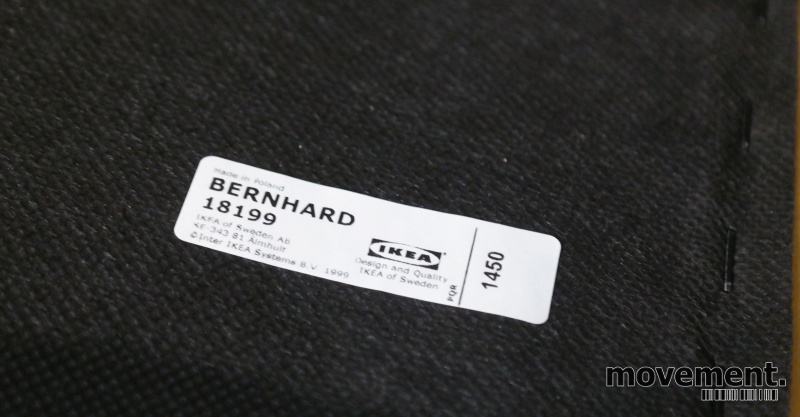 Made in Poland
BERNHARD
18199
IKEA of Sweden AB
SE-343 81 Älmhult
©Inter IKEA Systems B.V. 1999
IKEA
Design and Quality
IKEA of Sweden
PQR
1450
movement.